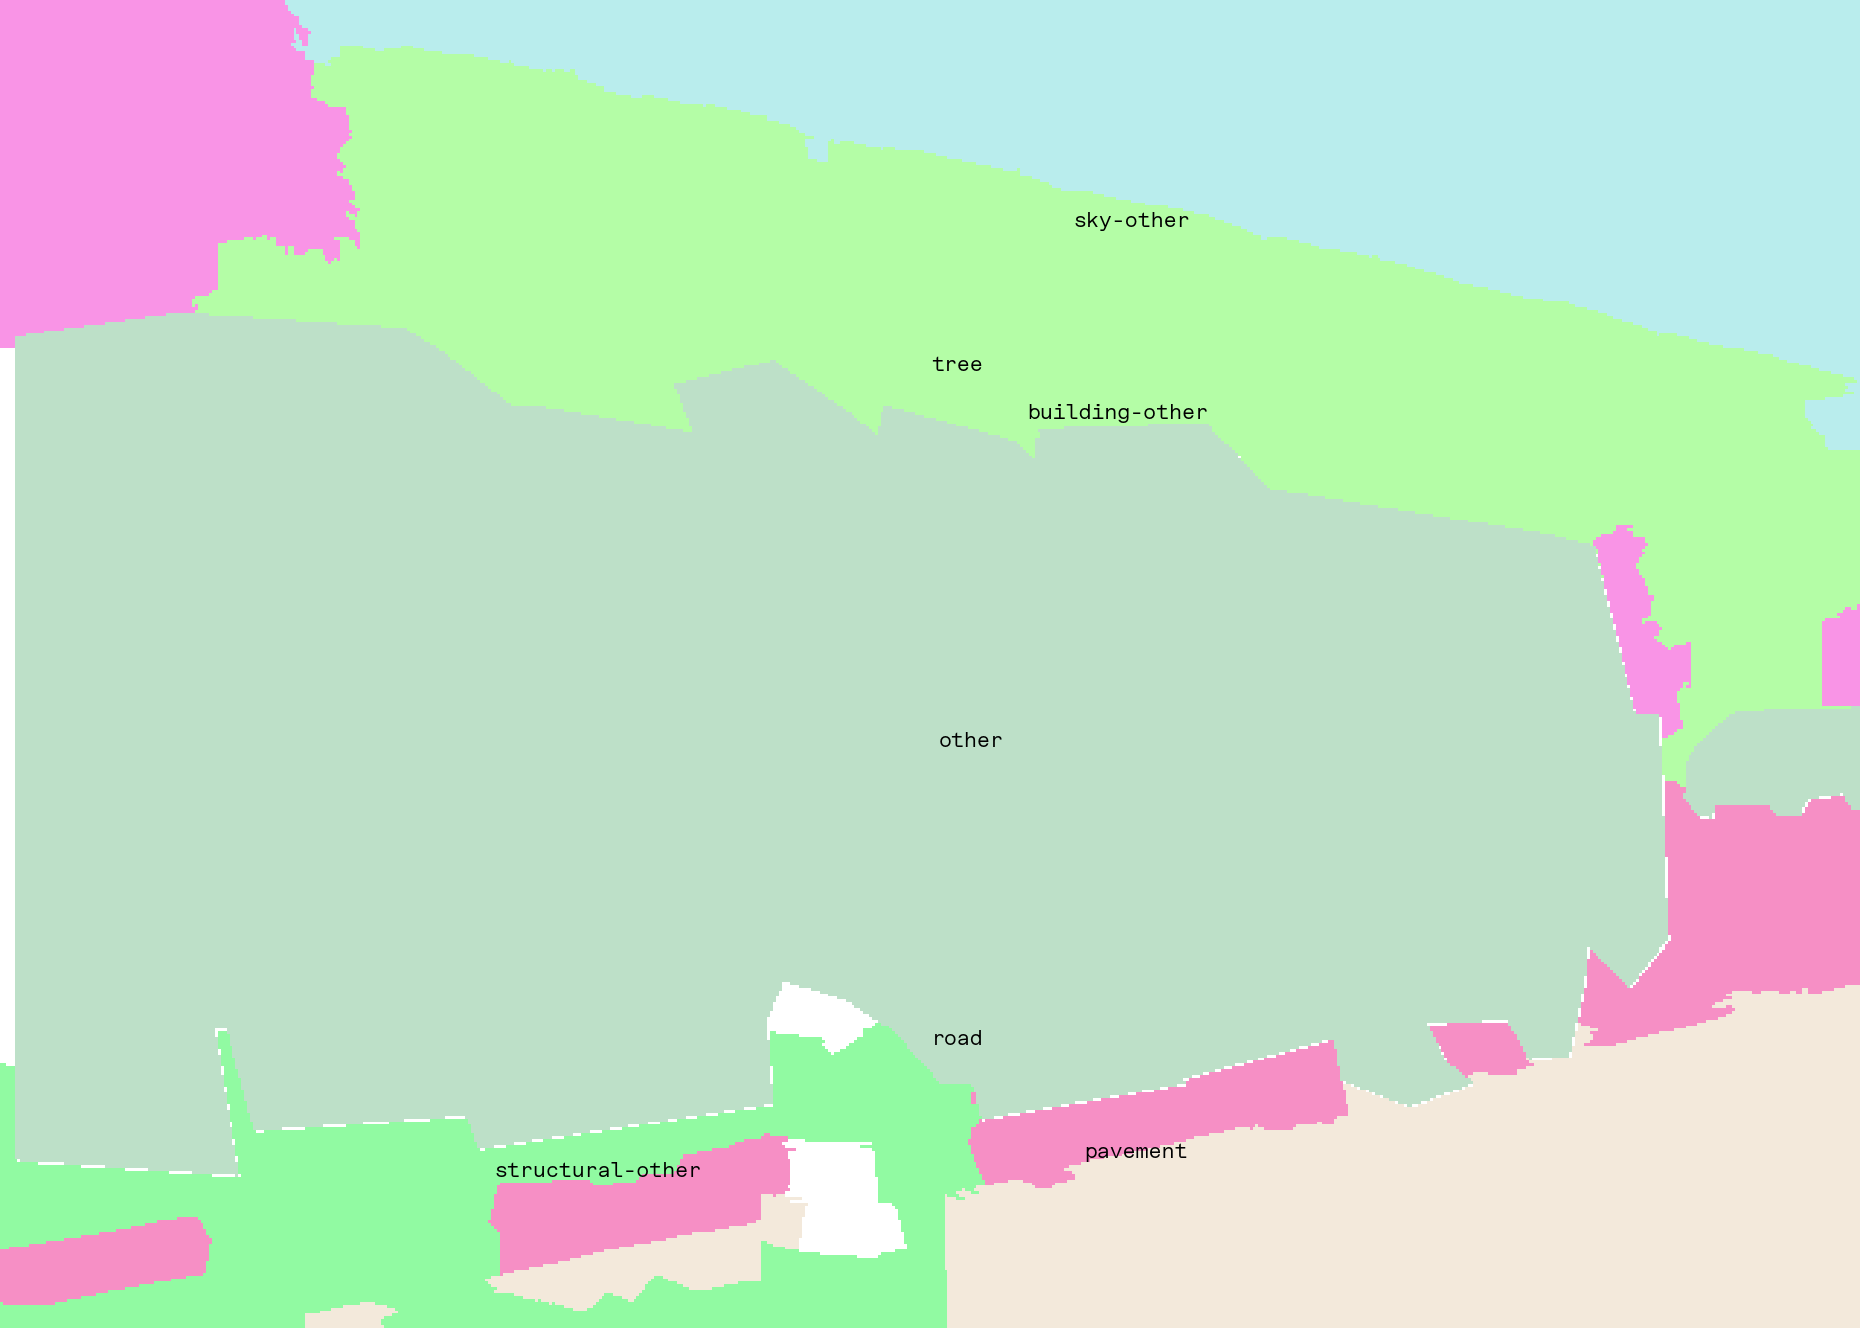 sky-other
tree
building-other
other
road
pavement
structural-other